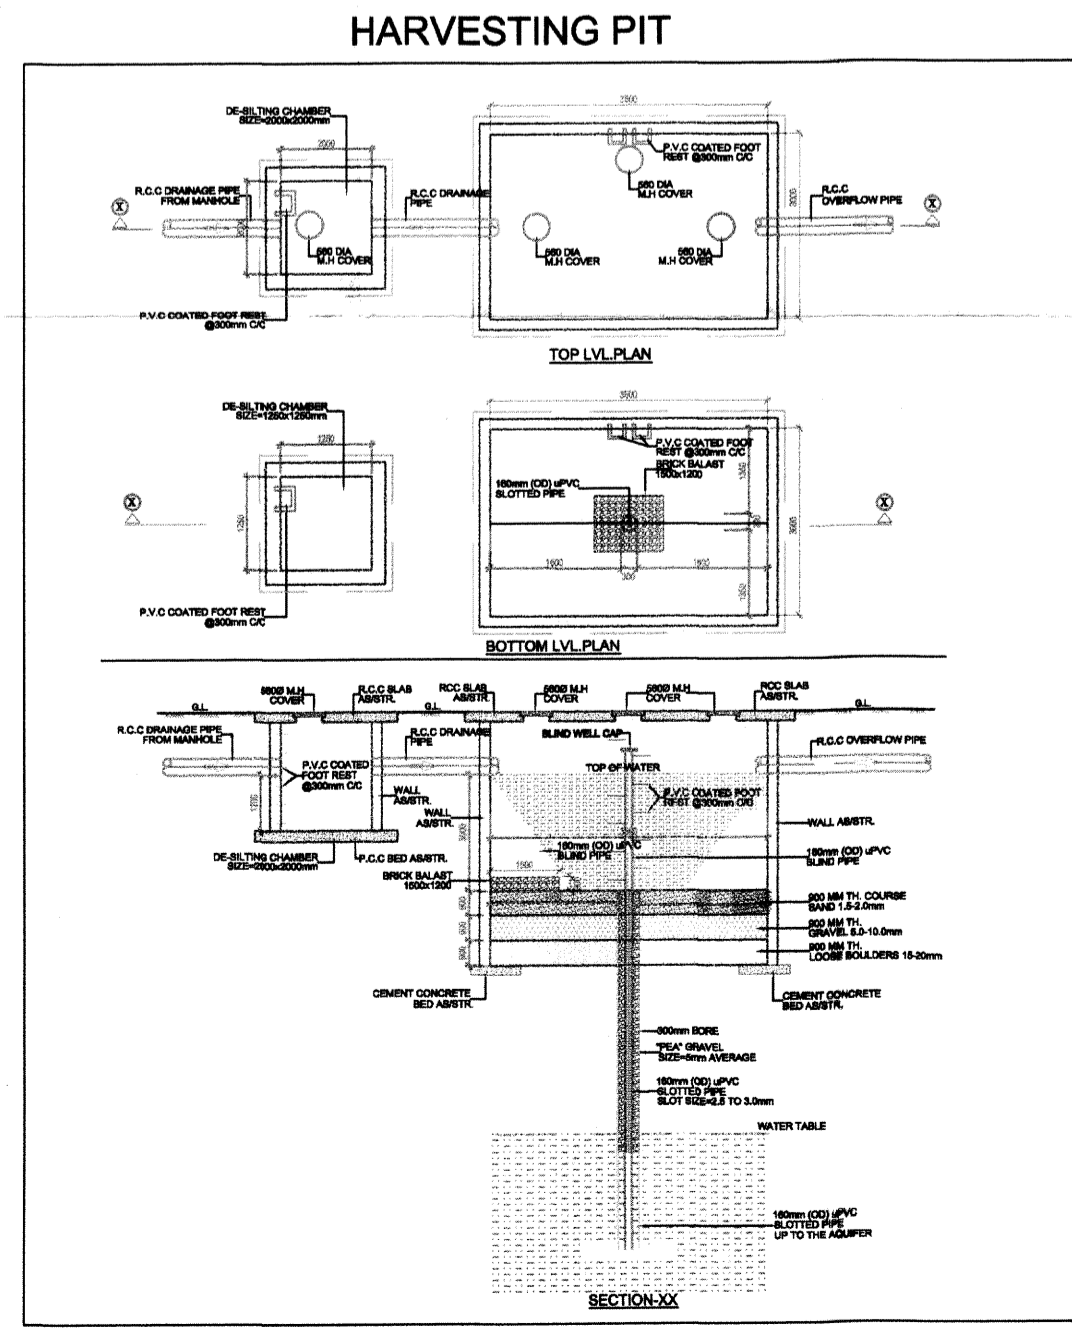 HARVESTING PIT
DE-SILTING CHAMBER
SIZE=2000x2000mm
2000
R.C.C DRAINAGE PIPE
FROM MANHOLE
R.C.C DRAINAGE
PIPE
X
560 DIA
M.H COVER
P.V.C COATED FOOT REST
@300mm C/C
P.V.C COATED FOOT
REST @300mm C/C
560 DIA
M.H COVER
560 DIA
M.H COVER
560 DIA
M.H COVER
3000
R.C.C
OVERFLOW PIPE
X
TOP LVL.PLAN
DE-SILTING CHAMBER
SIZE=1250x1250mm
1250
1250
X
P.V.C COATED FOOT REST
@300mm C/C
P.V.C COATED FOOT
REST @300mm C/C
BRICK BALAST
1500x1200
160mm (OD) uPVC
SLOTTED PIPE
1600
300
1600
1350
1350
X
BOTTOM LVL.PLAN
560Ø M.H
COVER
R.C.C SLAB
AS/STR.
RCC SLAB
AS/STR.
560Ø M.H
COVER
560Ø M.H
COVER
RCC SLAB
AS/STR.
G.L.
G.L.
G.L.
R.C.C DRAINAGE PIPE
FROM MANHOLE
R.C.C DRAINAGE
PIPE
BLIND WELL CAP
R.C.C OVERFLOW PIPE
P.V.C COATED
FOOT REST
@300mm C/C
TOP OF WATER
P.V.C COATED FOOT
REST @300mm C/C
WALL
AS/STR.
WALL
AS/STR.
WALL AS/STR.
DE-SILTING CHAMBER
SIZE=2000x2000mm
P.C.C BED AS/STR.
160mm (OD) uPVC
BLIND PIPE
160mm (OD) uPVC
BLIND PIPE
BRICK BALAST
1500x1200
1500
900 MM TH. COURSE
SAND 1.5-2.0mm
900 MM TH.
GRAVEL 5.0-10.0mm
900 MM TH.
LOOSE BOULDERS 15-20mm
CEMENT CONCRETE
BED AS/STR.
CEMENT CONCRETE
BED AS/STR.
300mm BORE
"PEA" GRAVEL
SIZE=5mm AVERAGE
160mm (OD) uPVC
SLOTTED PIPE
SLOT SIZE=2.5 TO 3.0mm
WATER TABLE
160mm (OD) uPVC
SLOTTED PIPE
UP TO THE AQUIFER
SECTION-XX